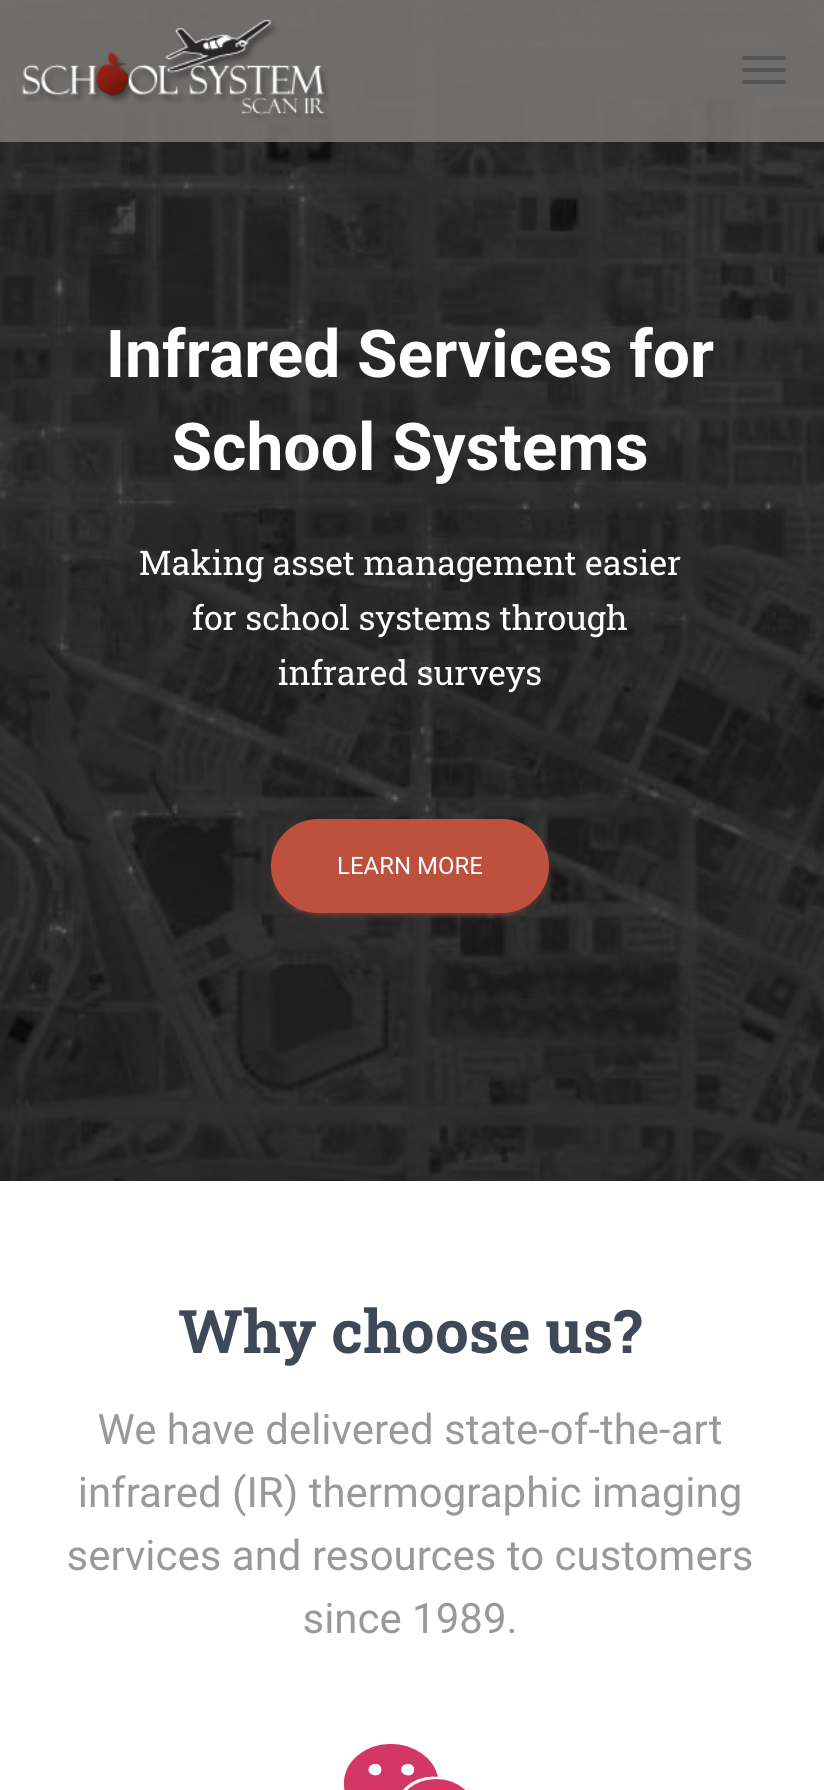 SCHOOL SYSTEM
SCAN IR
Infrared Services for
School Systems
Making asset management easier
for school systems through
infrared surveys
LEARN MORE
Why choose us?
We have delivered state-of-the-art
infrared (IR) thermographic imaging
services and resources to customers
since 1989.